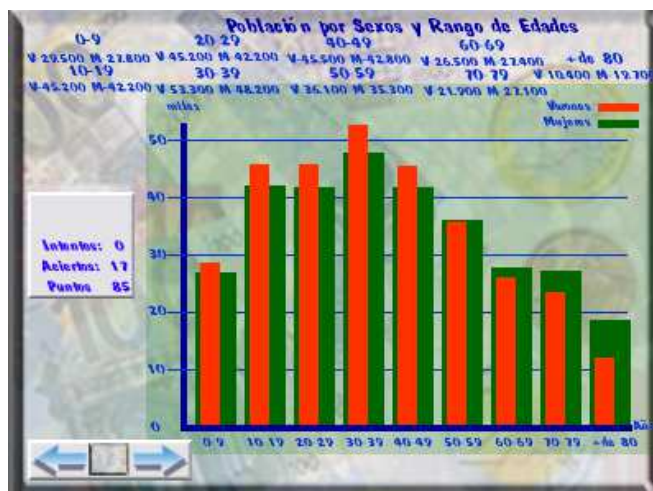 Población por Sexos y Rango de Edades
0-9 20-29 40-49 60-69
V 29.500 M 27.800 V 45.200 M 42.200 V-45.500 M-42.800 V 26.500 M 27.400 + de 80
10-19 30-39 50-59 70-79 V 10.400 M 19.700
V-45.200 M-42.200 V 53.300 M 48.200 V 36.100 M 35.300 V 21.900 M 27.100
miles
Varones
Mujeres
50
40
30
20
10
0
Intentos: 0
Aciertos: 17
Puntos 85
0-9 10-19 20-29 30-39 40-49 50-59 60-69 70-79 + de 80